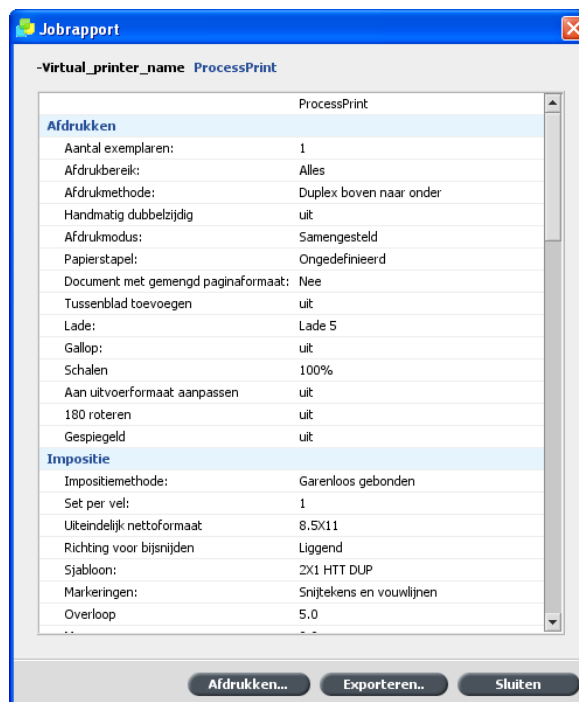 Jobrapport
-Virtual_printer_name ProcessPrint
ProcessPrint
Afdrukken
Aantal exemplaren: 1
Afdrukbereik: Alles
Afdrukmethode: Duplex boven naar onder
Handmatig dubbelzijdig uit
Afdrukmodus: Samengesteld
Papierstapel: Ongedefinieerd
Document met gemengd paginaformaat: Nee
Tussenblad toevoegen uit
Lade: Lade 5
Gallop: uit
Schalen 100%
Aan uitvoerformaat aanpassen uit
180 roteren uit
Gespiegeld uit
Impositie
Impositiemethode: Garenloos gebonden
Set per vel: 1
Uiteindelijk nettoformaat 8.5X11
Richting voor bijsnijden Liggend
Sjabloon: 2X1 HTT DUP
Markeringen: Snijtekens en vouwlijnen
Overloop 5.0
Afdrukken... Exporteren.. Sluiten